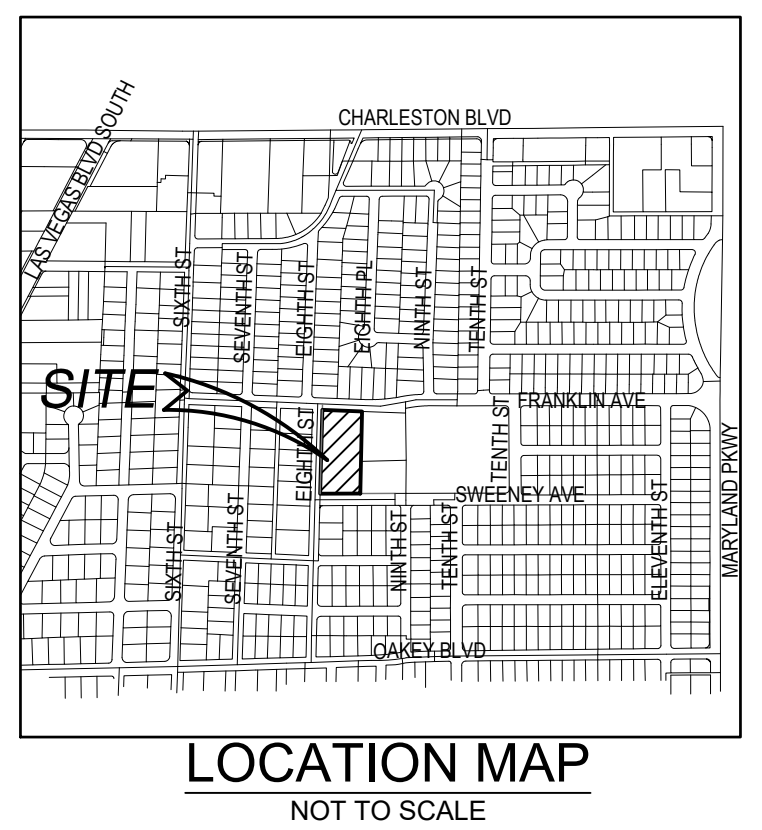 CHARLESTON BLVD
LAS VEGAS BLVD SOUTH
SIXTH ST
SEVENTH ST
EIGHTH ST
EIGHTH PL
NINTH ST
TENTH ST
SITE
FRANKLIN AVE
EIGHTH ST
TENTH ST
MARYLAND PKWY
SWEENEY AVE
SIXTH ST
SEVENTH ST
NINTH ST
TENTH ST
ELEVENTH ST
OAKEY BLVD
LOCATION MAP
NOT TO SCALE